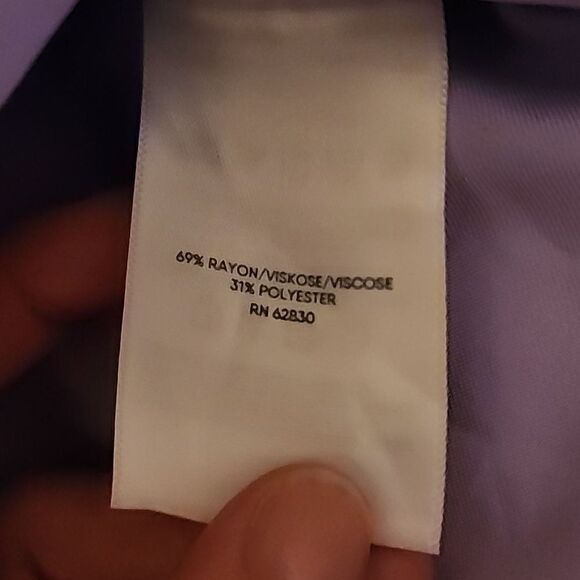 69% RAYON/VISKOSE/VISCOSE
31% POLYESTER
RN 62830